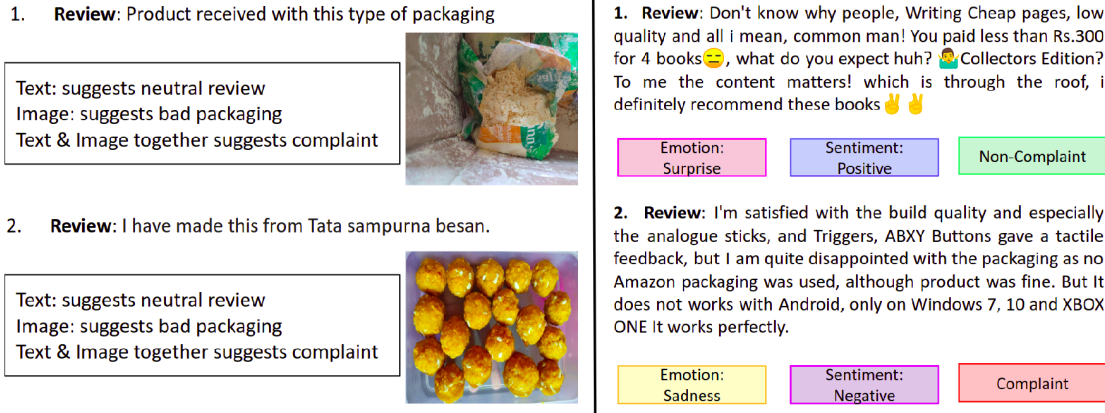 1. Review: Product received with this type of packaging
Text: suggests neutral review
Image: suggests bad packaging
Text & Image together suggests complaint
2. Review: I have made this from Tata sampurna besan.
Text: suggests neutral review
Image: suggests bad packaging
Text & Image together suggests complaint
1. Review: Don't know why people, Writing Cheap pages, low
quality and all i mean, common man! You paid less than Rs.300
for 4 books😑, what do you expect huh? 🤷‍♂️Collectors Edition?
To me the content matters! which is through the roof, i
definitely recommend these books✌️✌️
Emotion:
Surprise
Sentiment:
Positive
Non-Complaint
2. Review: I'm satisfied with the build quality and especially
the analogue sticks, and Triggers, ABXY Buttons gave a tactile
feedback, but I am quite disappointed with the packaging as no
Amazon packaging was used, although product was fine. But It
does not works with Android, only on Windows 7, 10 and XBOX
ONE It works perfectly.
Emotion:
Sadness
Sentiment:
Negative
Complaint